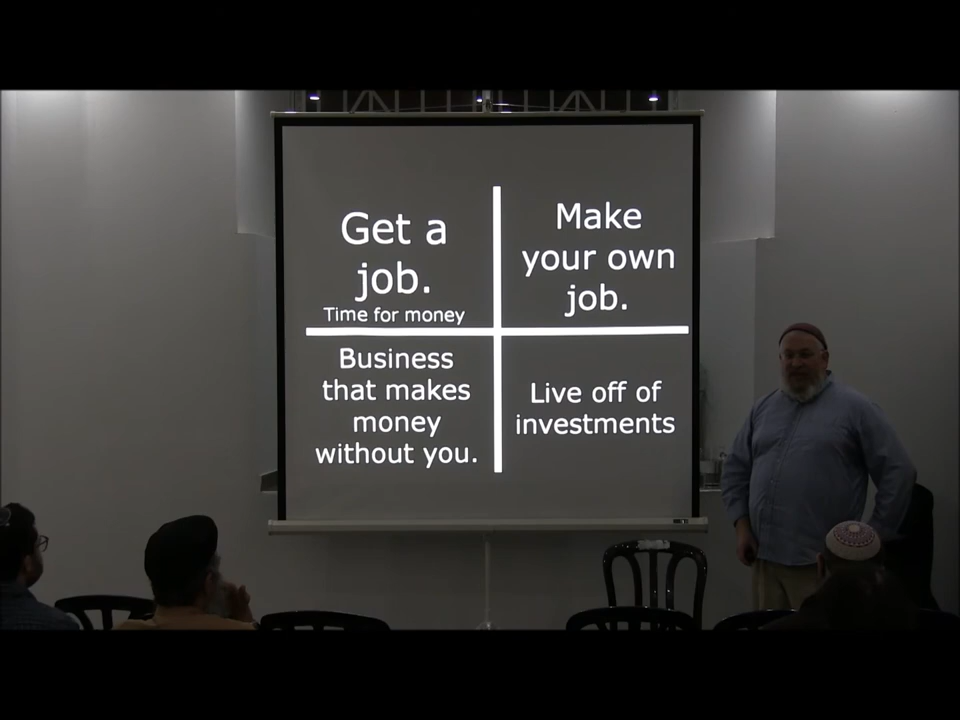 Get a
job.
Time for money
Make
your own
job.
Business
that makes
money
without you.
Live off of
investments